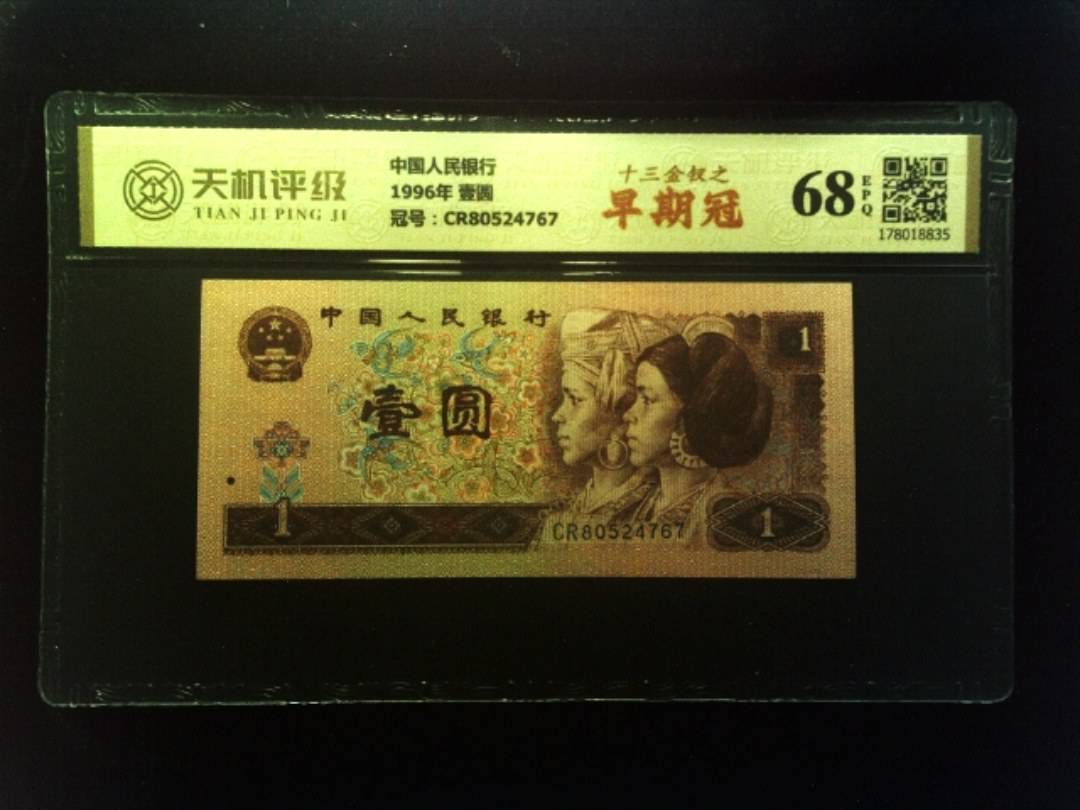 天机评级
TIAN JI PING JI
中国人民银行
1996年 壹圆
冠号：CR80524767
十三金钗之
早期冠
68
EPQ
178018835
中国人民银行
1
壹圆
1
CR80524767
1